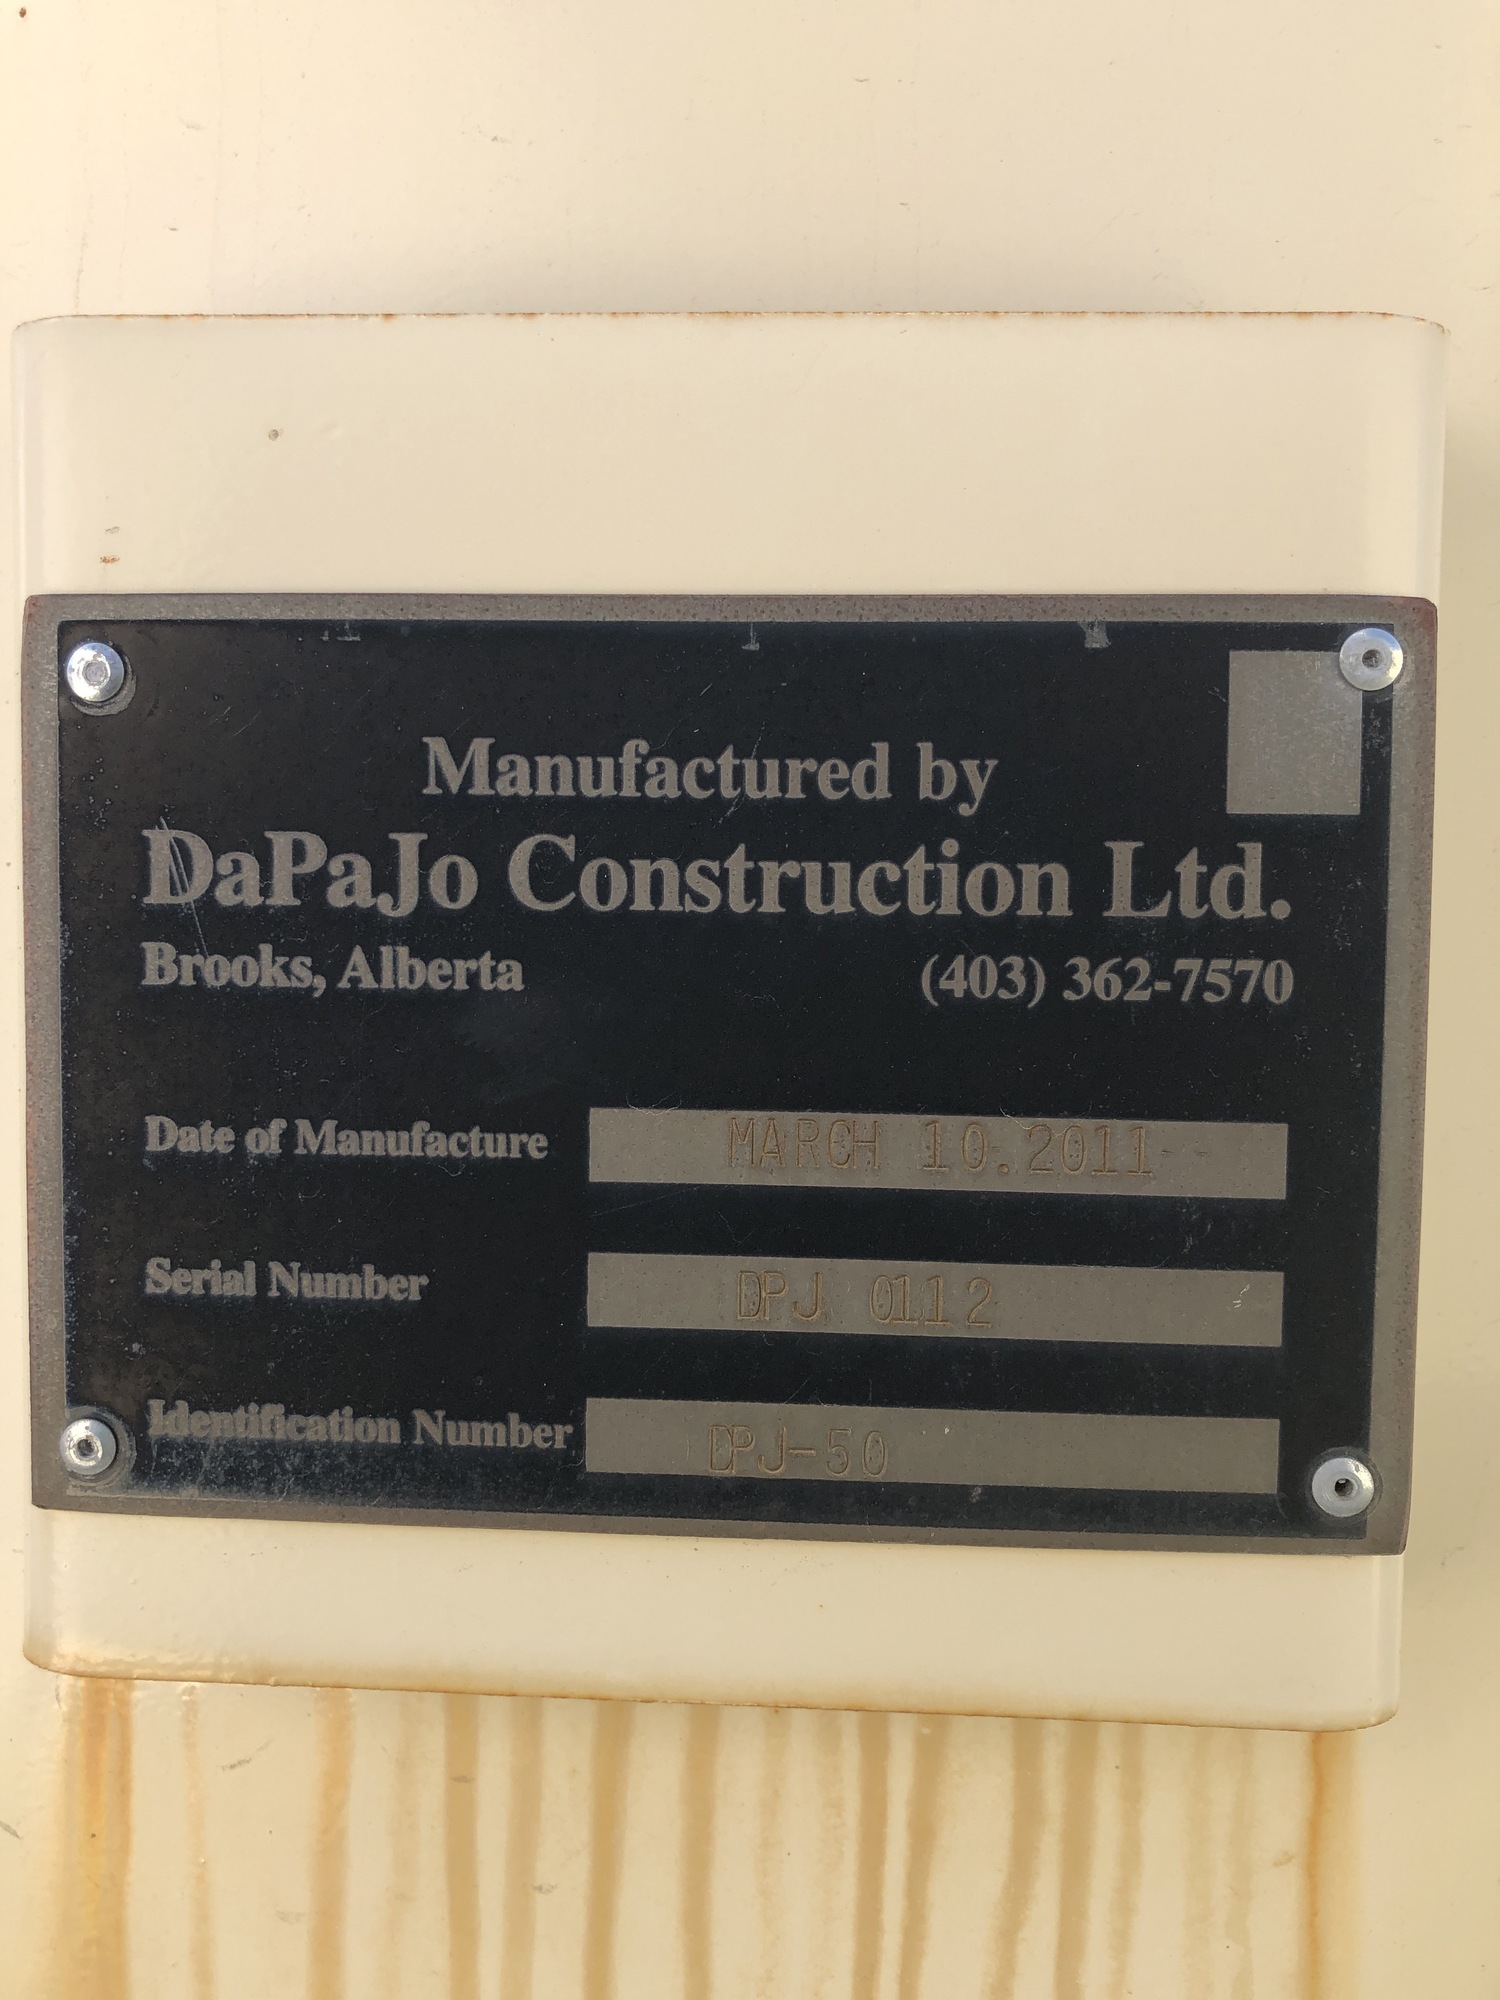 Manufactured by
DaPaJo Construction Ltd.
Brooks, Alberta (403) 362-7570
Date of Manufacture MARCH 10.2011
Serial Number DPJ 0112
Identification Number DPJ-50